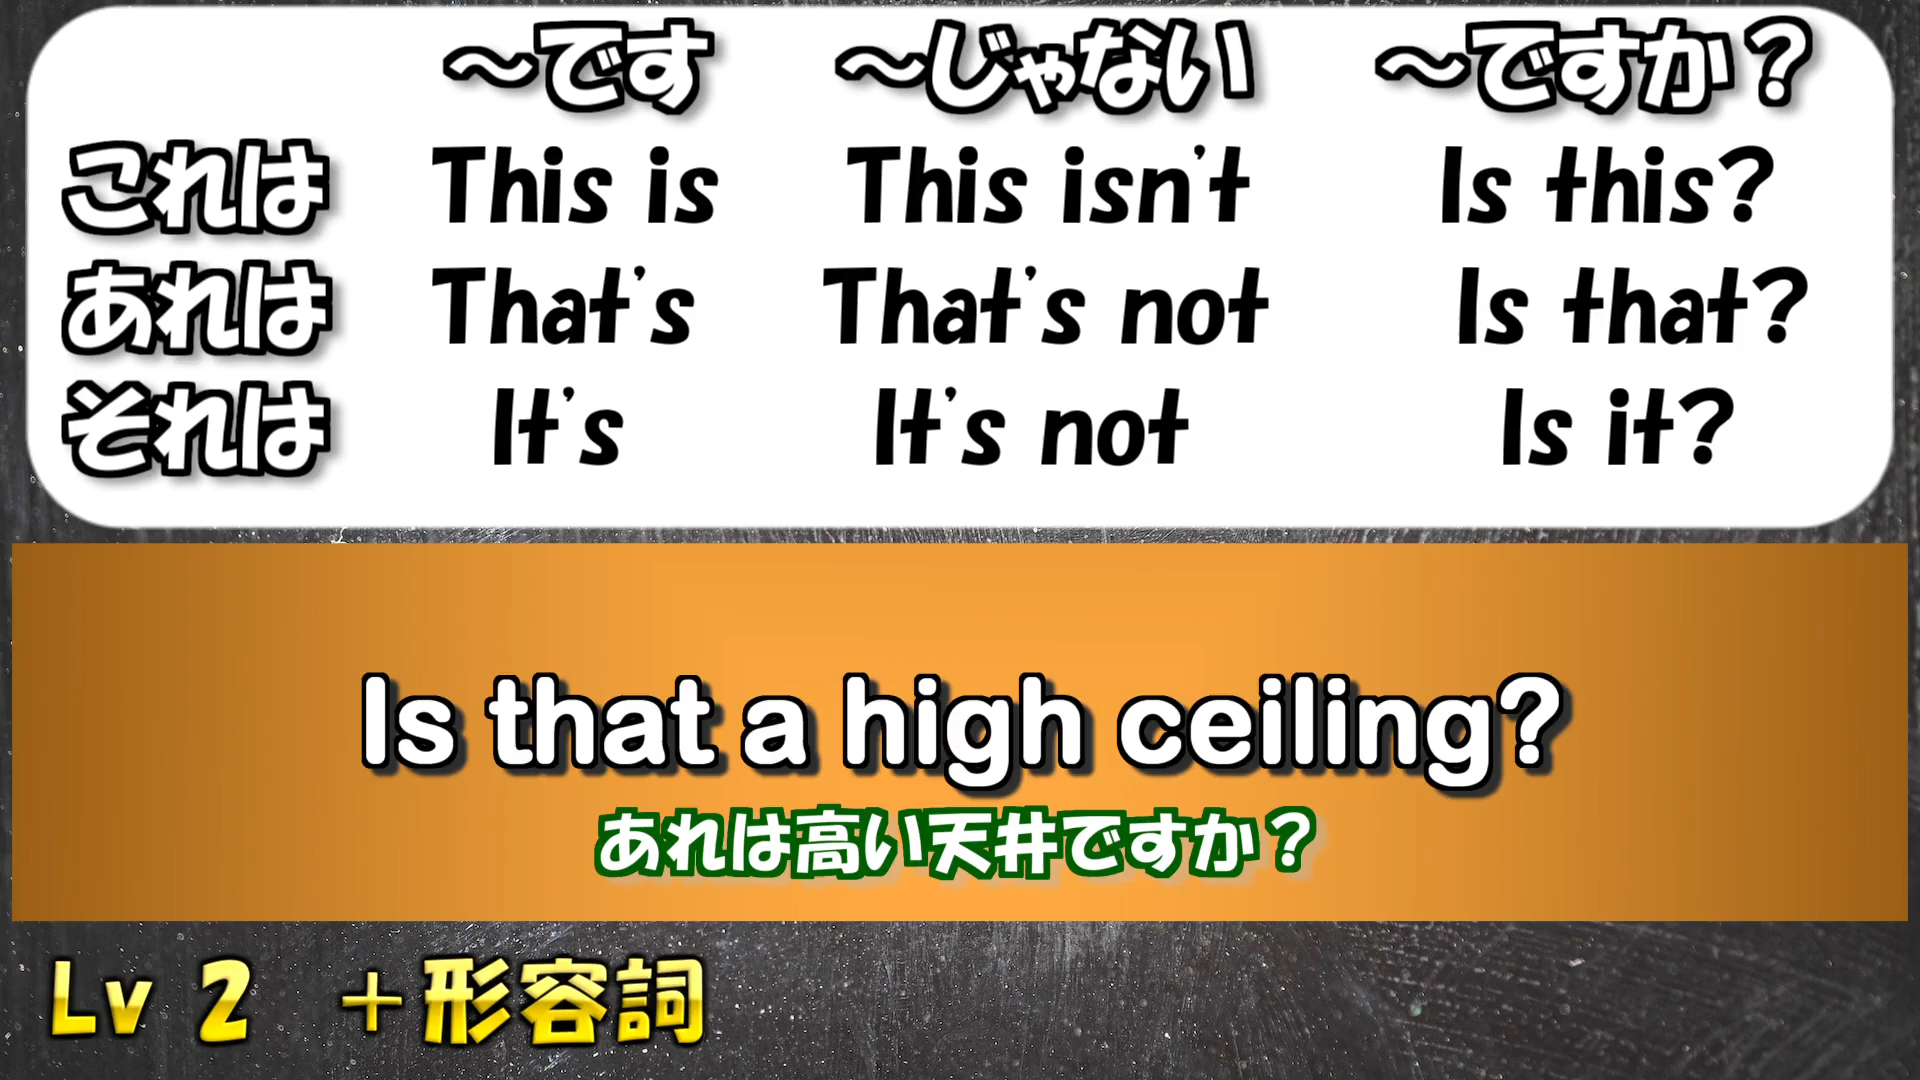 ～です ～じゃない ～ですか？
これは This is This isn't Is this?
あれは That's That's not Is that?
それは It's It's not Is it?
Is that a high ceiling?
あれは高い天井ですか？
Lv 2 ＋形容詞